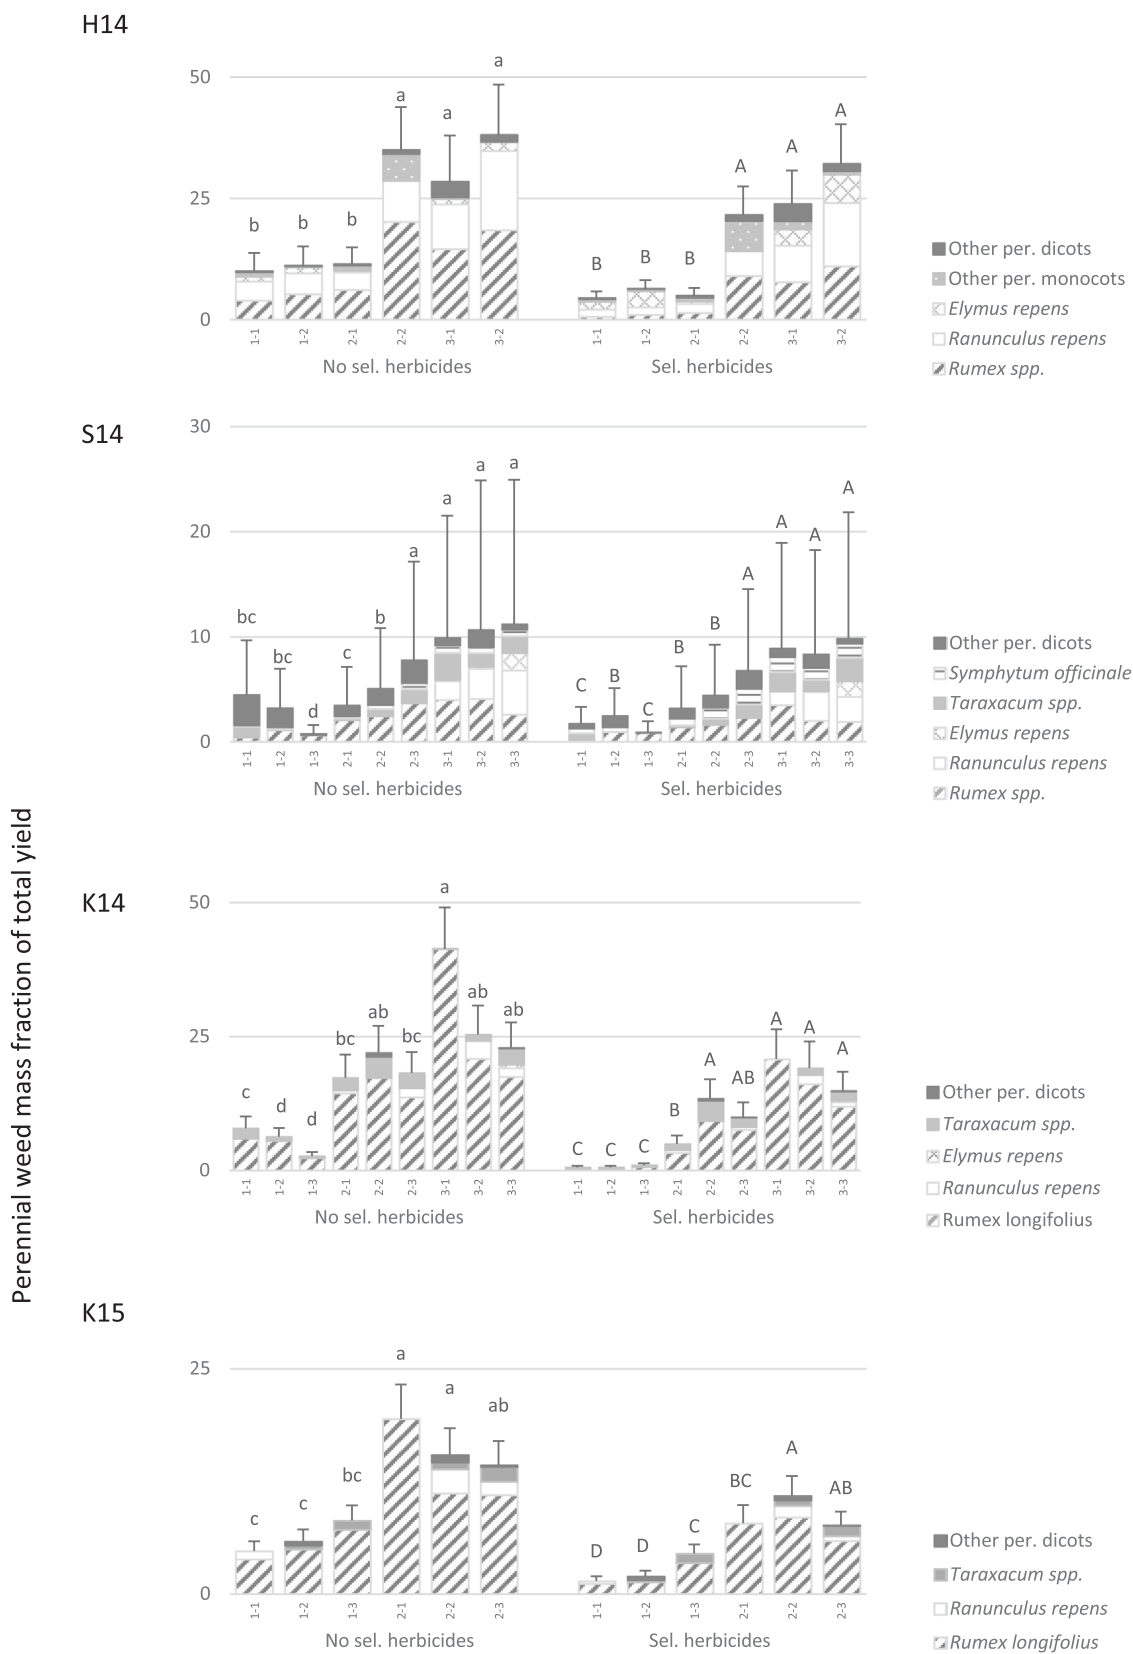 H14
50
25
0
b
b
b
a
a
a
B
B
B
A
A
A
1-1 1-2 2-1 2-2 3-1 3-2
1-1 1-2 2-1 2-2 3-1 3-2
No sel. herbicides
Sel. herbicides
Other per. dicots
Other per. monocots
Elymus repens
Ranunculus repens
Rumex spp.
S14
30
20
10
0
bc
bc
d
c
b
a
a
a
a
C
B
C
B
B
A
A
A
A
1-1 1-2 1-3 2-1 2-2 2-3 3-1 3-2 3-3
1-1 1-2 1-3 2-1 2-2 2-3 3-1 3-2 3-3
No sel. herbicides
Sel. herbicides
Other per. dicots
Symphytum officinale
Taraxacum spp.
Elymus repens
Ranunculus repens
Rumex spp.
Perennial weed mass fraction of total yield
K14
50
25
0
c
d
d
bc
ab
bc
a
ab
ab
C
C
C
B
A
AB
A
A
A
1-1 1-2 1-3 2-1 2-2 2-3 3-1 3-2 3-3
1-1 1-2 1-3 2-1 2-2 2-3 3-1 3-2 3-3
No sel. herbicides
Sel. herbicides
Other per. dicots
Taraxacum spp.
Elymus repens
Ranunculus repens
Rumex longifolius
K15
25
0
c
c
bc
a
a
ab
D
D
C
BC
A
AB
1-1 1-2 1-3 2-1 2-2 2-3
1-1 1-2 1-3 2-1 2-2 2-3
No sel. herbicides
Sel. herbicides
Other per. dicots
Taraxacum spp.
Ranunculus repens
Rumex longifolius